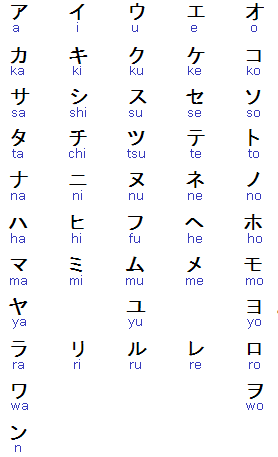 ア イ ウ エ オ
a i u e o
カ キ ク ケ コ
ka ki ku ke ko
サ シ ス セ ソ
sa shi su se so
タ チ ツ テ ト
ta chi tsu te to
ナ ニ ヌ ネ ノ
na ni nu ne no
ハ ヒ フ ヘ ホ
ha hi fu he ho
マ ミ ム メ モ
ma mi mu me mo
ヤ ユ ヨ
ya yu yo
ラ リ ル レ ロ
ra ri ru re ro
ワ ヲ
wa wo
ン
n